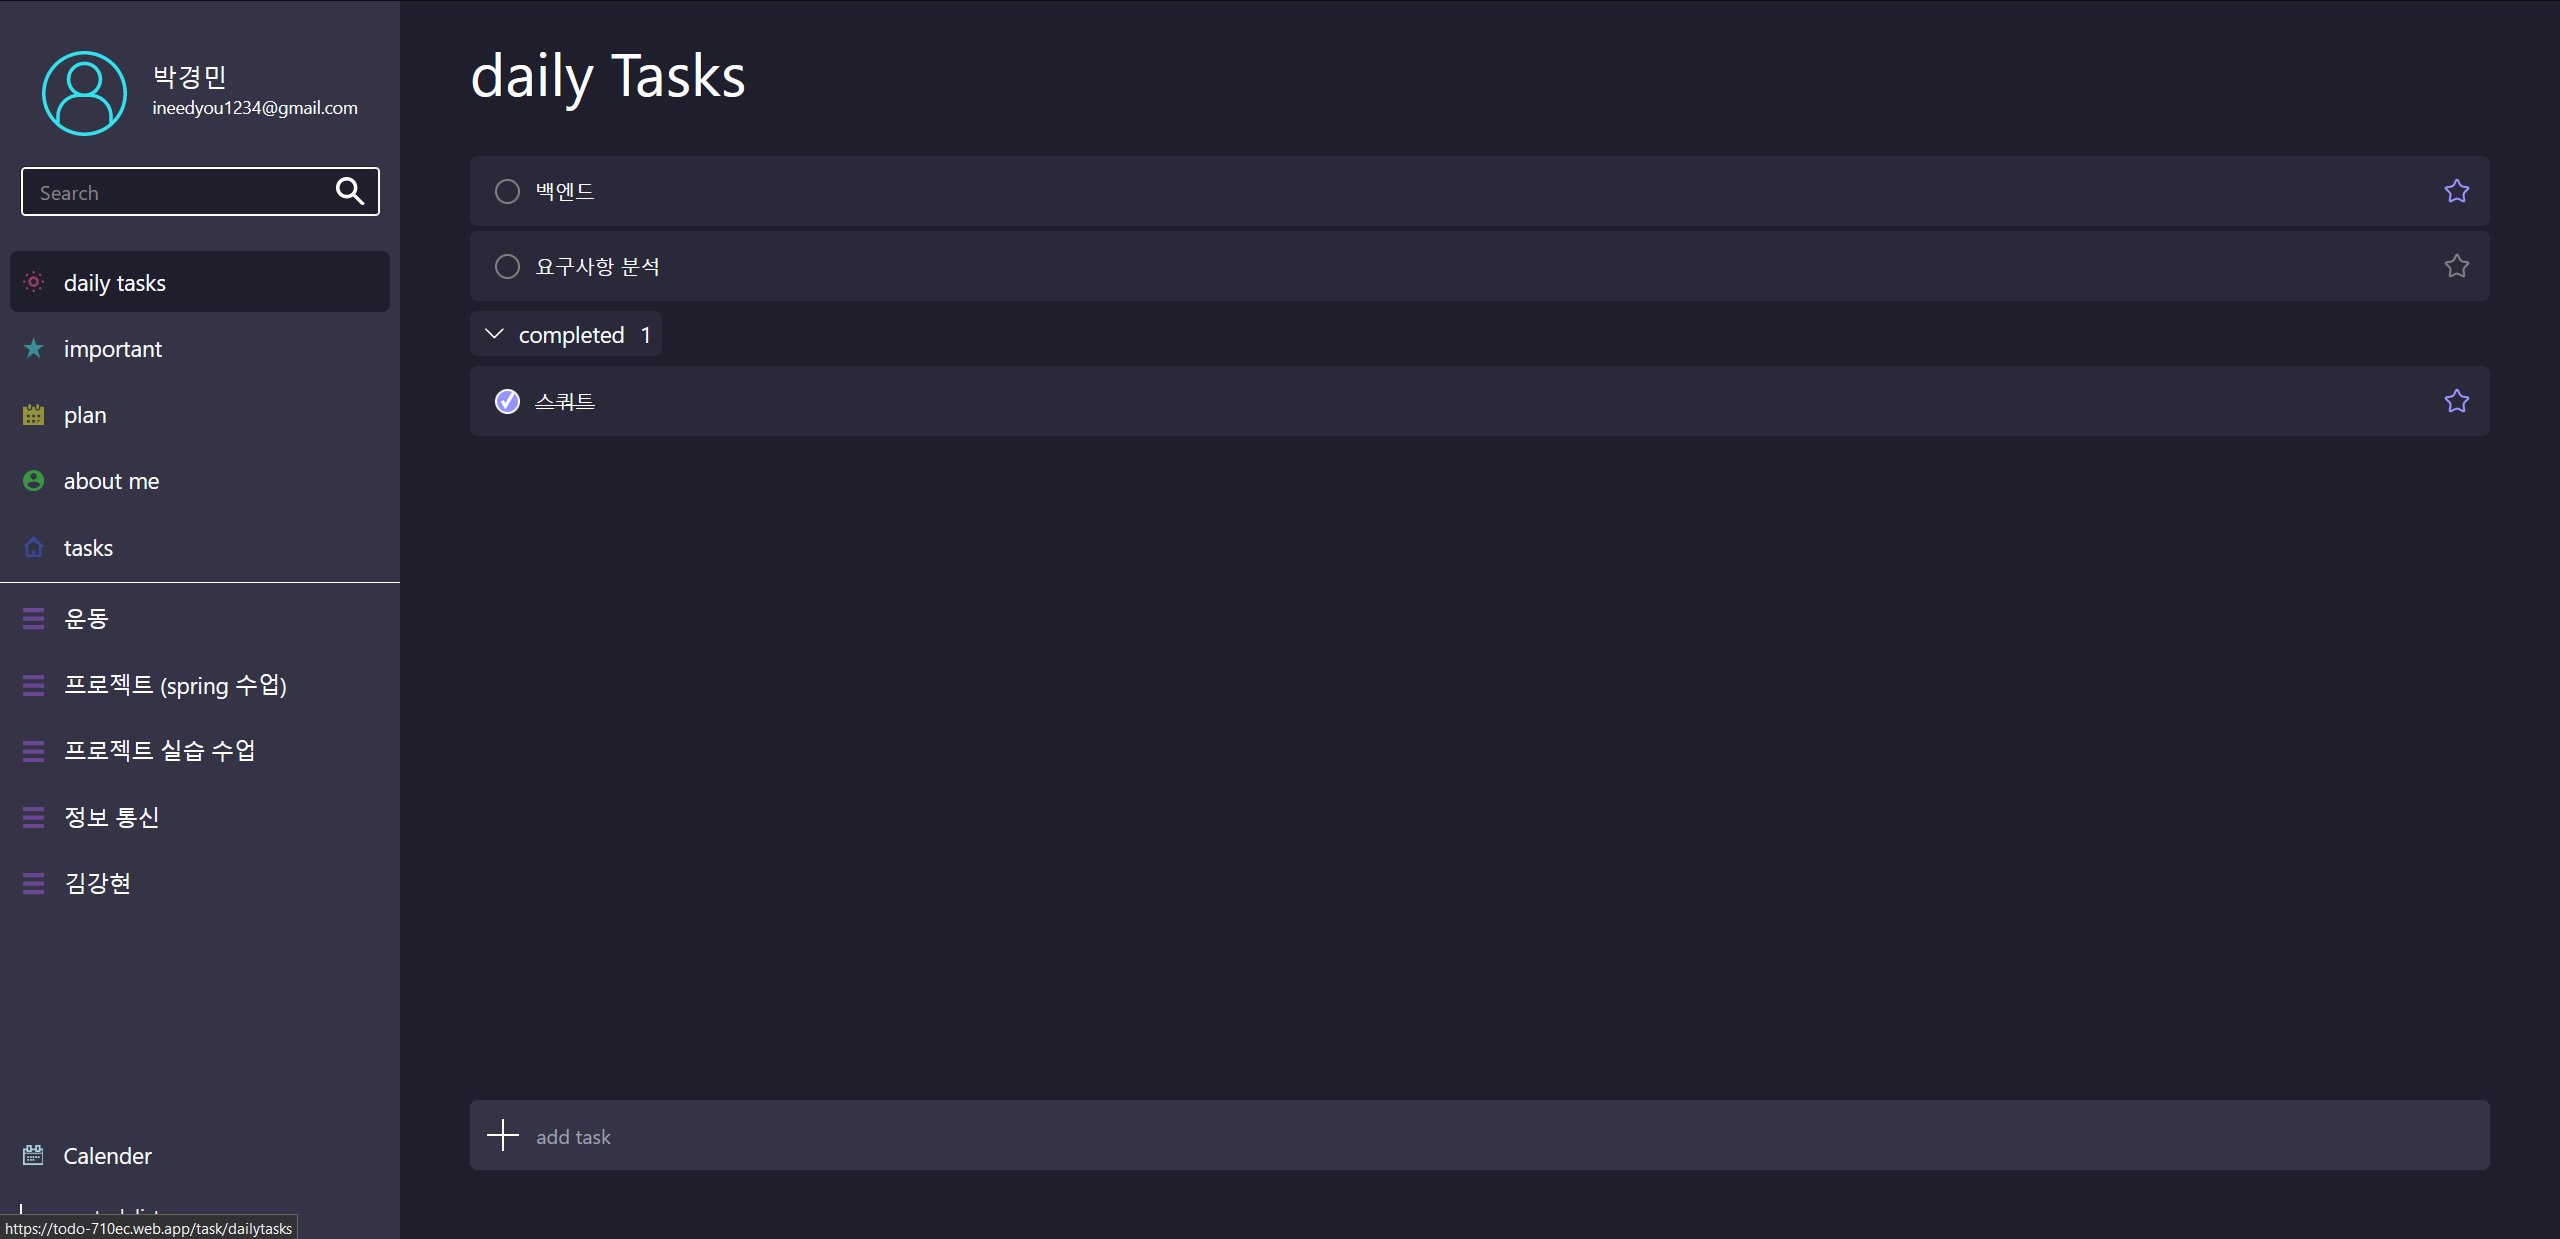 박경민
ineedyou1234@gmail.com
Search
daily tasks
important
plan
about me
tasks
운동
프로젝트 (spring 수업)
프로젝트 실습 수업
정보 통신
김강현
Calender
https://todo-710ec.web.app/task/dailytasks
daily Tasks
백엔드
요구사항 분석
completed 1
스쿼트
add task